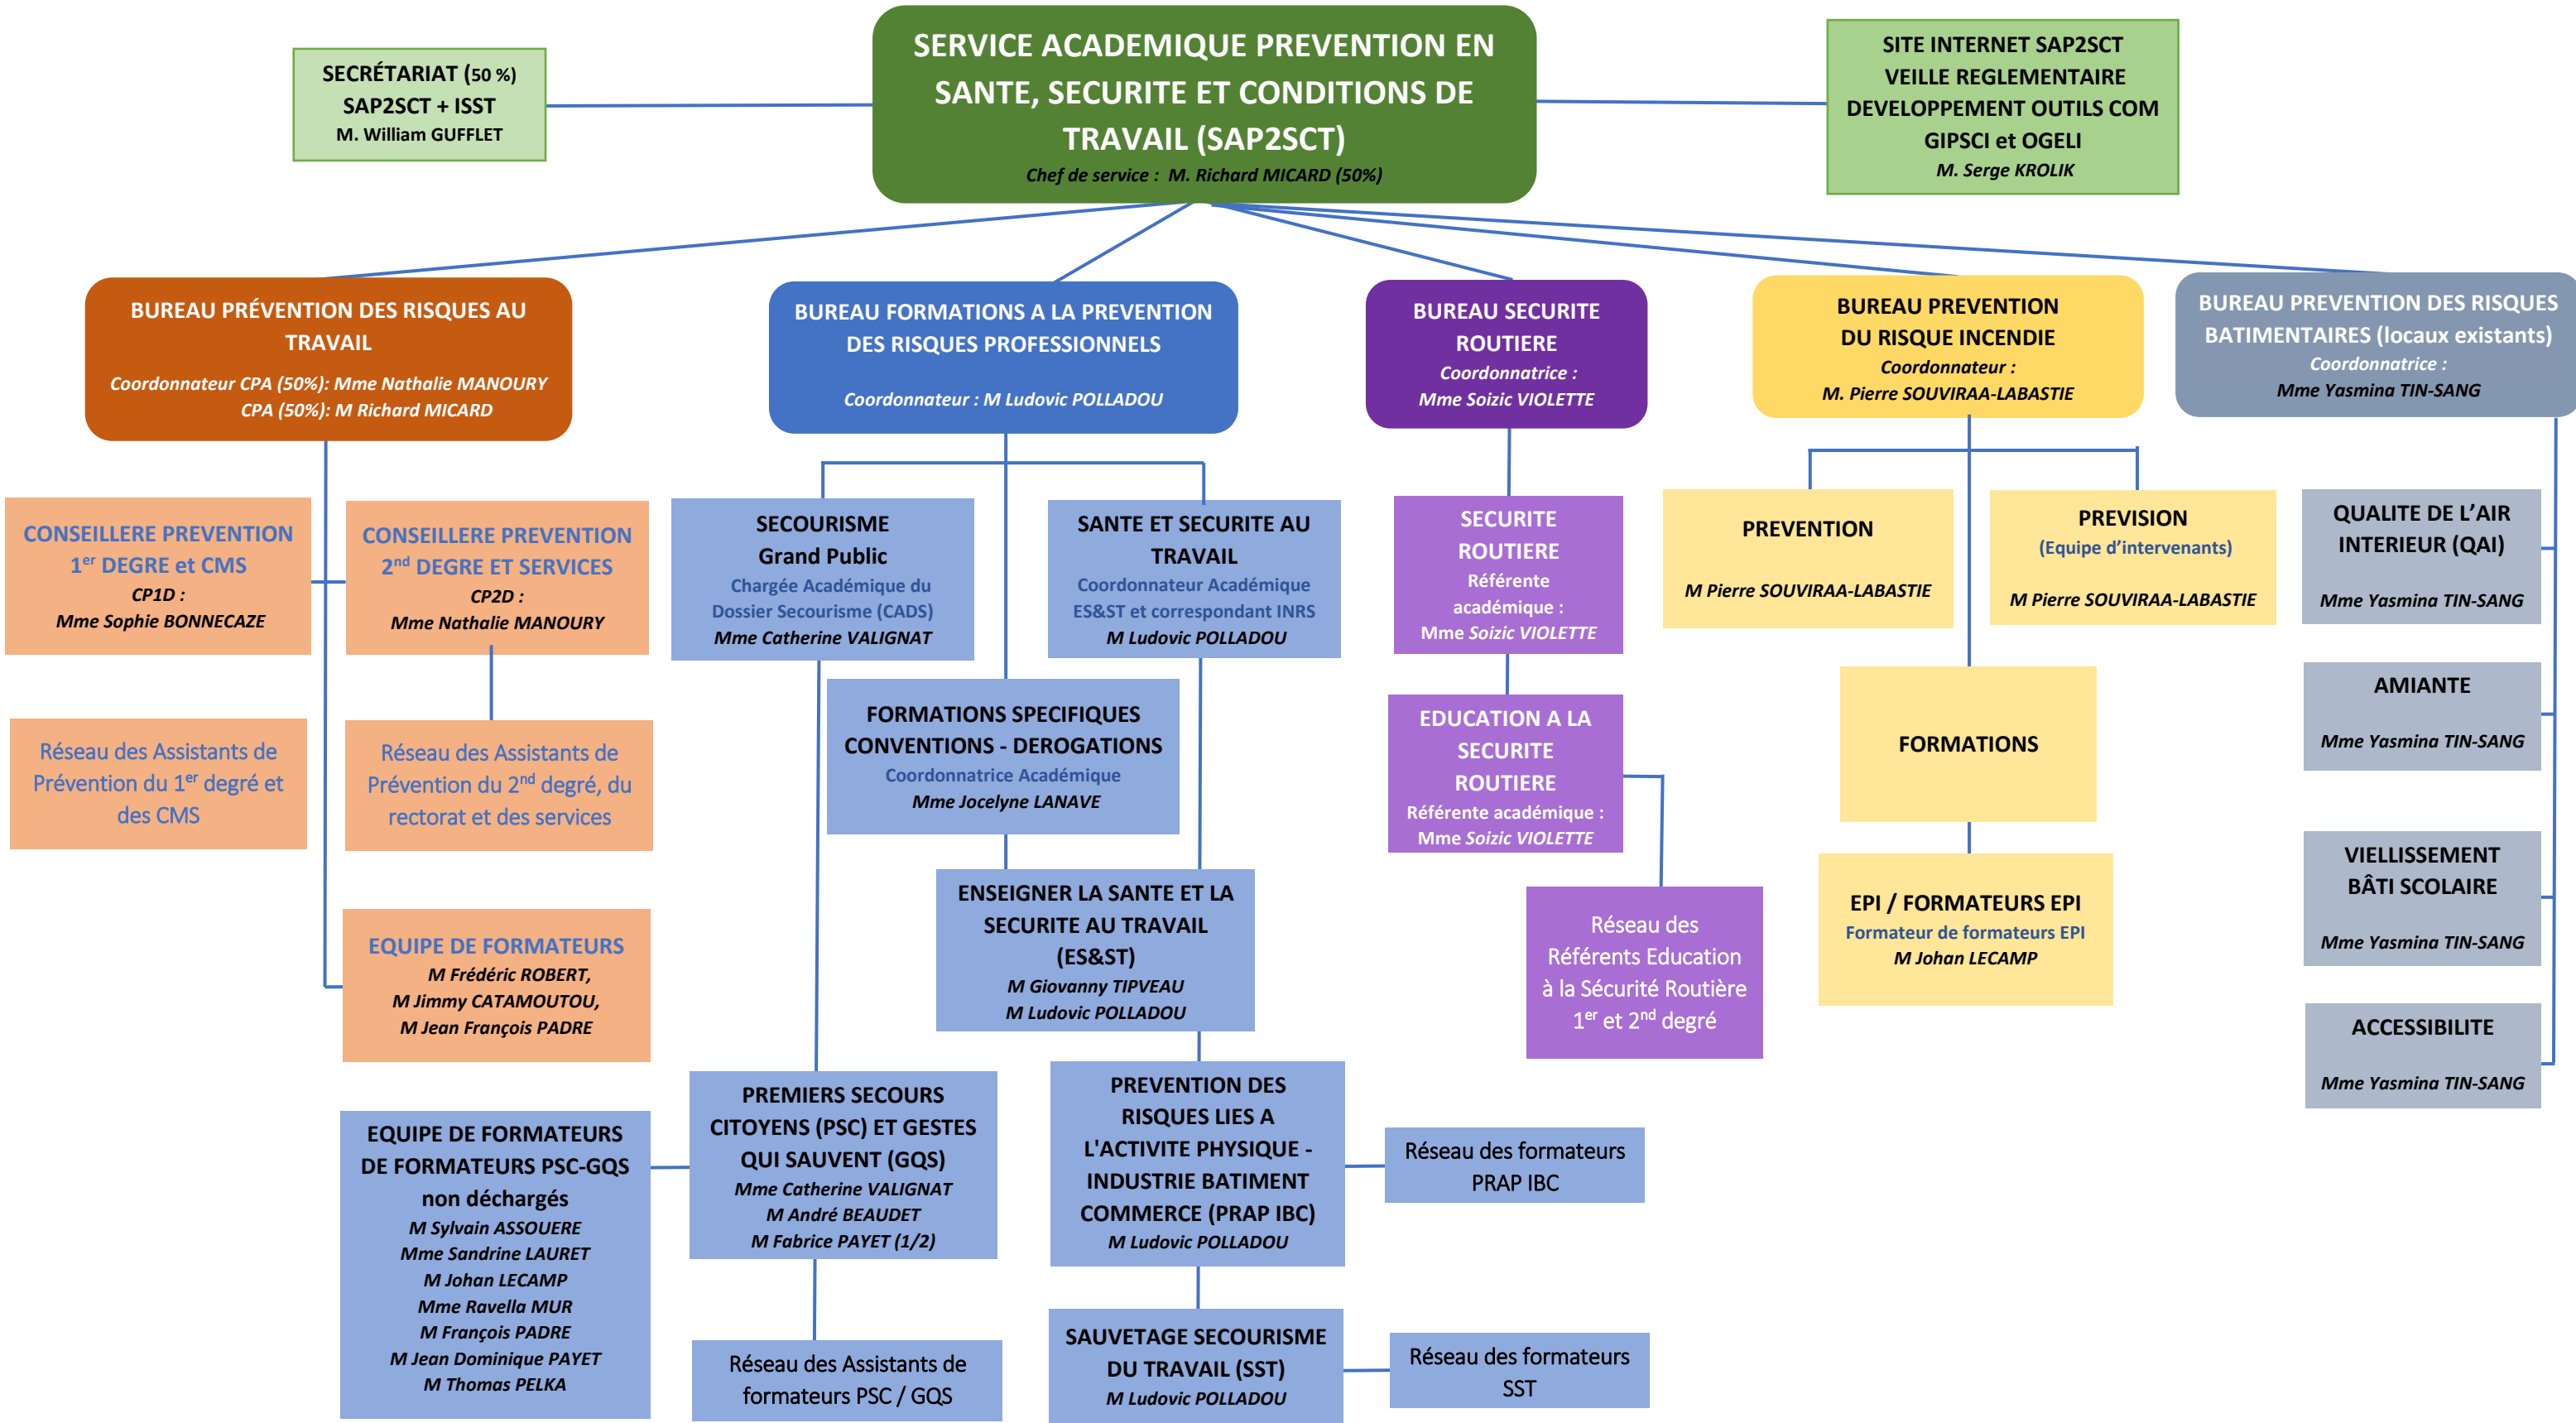 SECRÉTARIAT (50 %)
SAP2SCT + ISST
M. William GUFFLET
SERVICE ACADEMIQUE PREVENTION EN
SANTE, SECURITE ET CONDITIONS DE
TRAVAIL (SAP2SCT)
Chef de service : M. Richard MICARD (50%)
SITE INTERNET SAP2SCT
VEILLE REGLEMENTAIRE
DEVELOPPEMENT OUTILS COM
GIPSCI et OGELI
M. Serge KROLIK
BUREAU PRÉVENTION DES RISQUES AU
TRAVAIL
Coordonnateur CPA (50%): Mme Nathalie MANOURY
CPA (50%): M Richard MICARD
BUREAU FORMATIONS A LA PREVENTION
DES RISQUES PROFESSIONNELS
Coordonnateur : M Ludovic POLLADOU
BUREAU SECURITE
ROUTIERE
Coordonnatrice :
Mme Soizic VIOLETTE
BUREAU PREVENTION
DU RISQUE INCENDIE
Coordonnateur :
M. Pierre SOUVIRAA-LABASTIE
BUREAU PREVENTION DES RISQUES
BATIMENTAIRES (locaux existants)
Coordonnatrice :
Mme Yasmina TIN-SANG
CONSEILLERE PREVENTION
1er DEGRE et CMS
CP1D :
Mme Sophie BONNECAZE
CONSEILLERE PREVENTION
2nd DEGRE ET SERVICES
CP2D :
Mme Nathalie MANOURY
Réseau des Assistants de
Prévention du 1er degré et
des CMS
Réseau des Assistants de
Prévention du 2nd degré, du
rectorat et des services
EQUIPE DE FORMATEURS
M Frédéric ROBERT,
M Jimmy CATAMOUTOU,
M Jean François PADRE
SECOURISME
Grand Public
Chargée Académique du
Dossier Secourisme (CADS)
Mme Catherine VALIGNAT
SANTE ET SECURITE AU
TRAVAIL
Coordonnateur Académique
ES&ST et correspondant INRS
M Ludovic POLLADOU
FORMATIONS SPECIFIQUES
CONVENTIONS - DEROGATIONS
Coordonnatrice Académique
Mme Jocelyne LANAVE
ENSEIGNER LA SANTE ET LA
SECURITE AU TRAVAIL
(ES&ST)
M Giovanny TIPVEAU
M Ludovic POLLADOU
EQUIPE DE FORMATEURS
DE FORMATEURS PSC-GQS
non déchargés
M Sylvain ASSOUERE
Mme Sandrine LAURET
M Johan LECAMP
Mme Ravella MUR
M François PADRE
M Jean Dominique PAYET
M Thomas PELKA
PREMIERS SECOURS
CITOYENS (PSC) ET GESTES
QUI SAUVENT (GQS)
Mme Catherine VALIGNAT
M André BEAUDET
M Fabrice PAYET (1/2)
Réseau des Assistants de
formateurs PSC / GQS
PREVENTION DES
RISQUES LIES A
L'ACTIVITE PHYSIQUE -
INDUSTRIE BATIMENT
COMMERCE (PRAP IBC)
M Ludovic POLLADOU
Réseau des formateurs
PRAP IBC
SAUVETAGE SECOURISME
DU TRAVAIL (SST)
M Ludovic POLLADOU
Réseau des formateurs
SST
SECURITE
ROUTIERE
Référente
académique :
Mme Soizic VIOLETTE
EDUCATION A LA
SECURITE
ROUTIERE
Référente académique :
Mme Soizic VIOLETTE
Réseau des
Référents Education
à la Sécurité Routière
1er et 2nd degré
PREVENTION
M Pierre SOUVIRAA-LABASTIE
PREVISION
(Equipe d’intervenants)
M Pierre SOUVIRAA-LABASTIE
FORMATIONS
EPI / FORMATEURS EPI
Formateur de formateurs EPI
M Johan LECAMP
QUALITE DE L’AIR
INTERIEUR (QAI)
Mme Yasmina TIN-SANG
AMIANTE
Mme Yasmina TIN-SANG
VIELLISSEMENT
BÂTI SCOLAIRE
Mme Yasmina TIN-SANG
ACCESSIBILITE
Mme Yasmina TIN-SANG